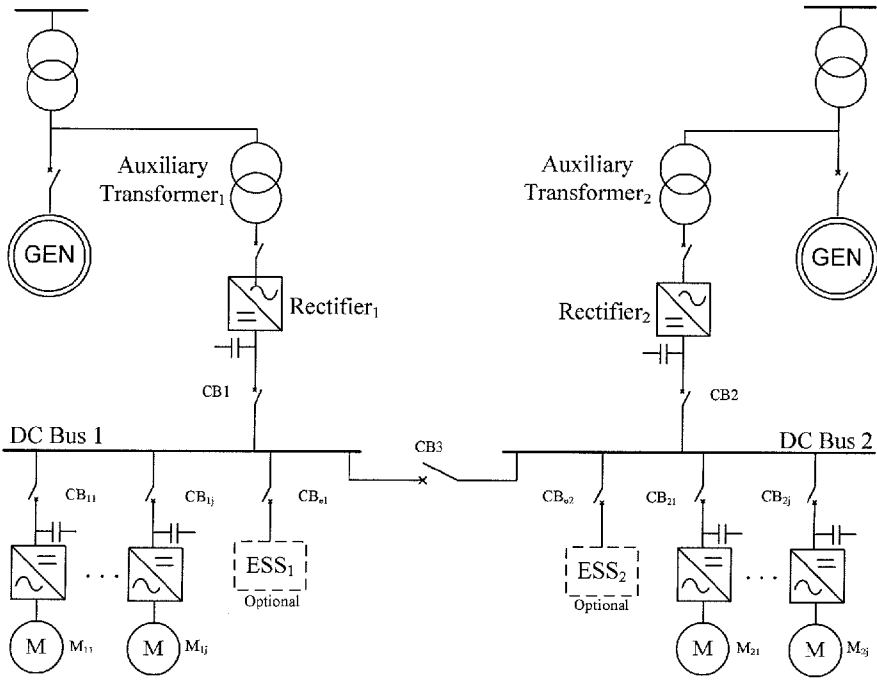 Auxiliary
Transformer₁
Auxiliary
Transformer₂
GEN
GEN
Rectifier₁
Rectifier₂
CB1
CB2
DC Bus 1
CB3
DC Bus 2
CB₁₁
CB₁ⱼ
CBₑ₁
CBₑ₂
CB₂₁
CB₂ⱼ
ESS₁
ESS₂
Optional
Optional
M M₁₁
M M₁ⱼ
M M₂₁
M M₂ⱼ